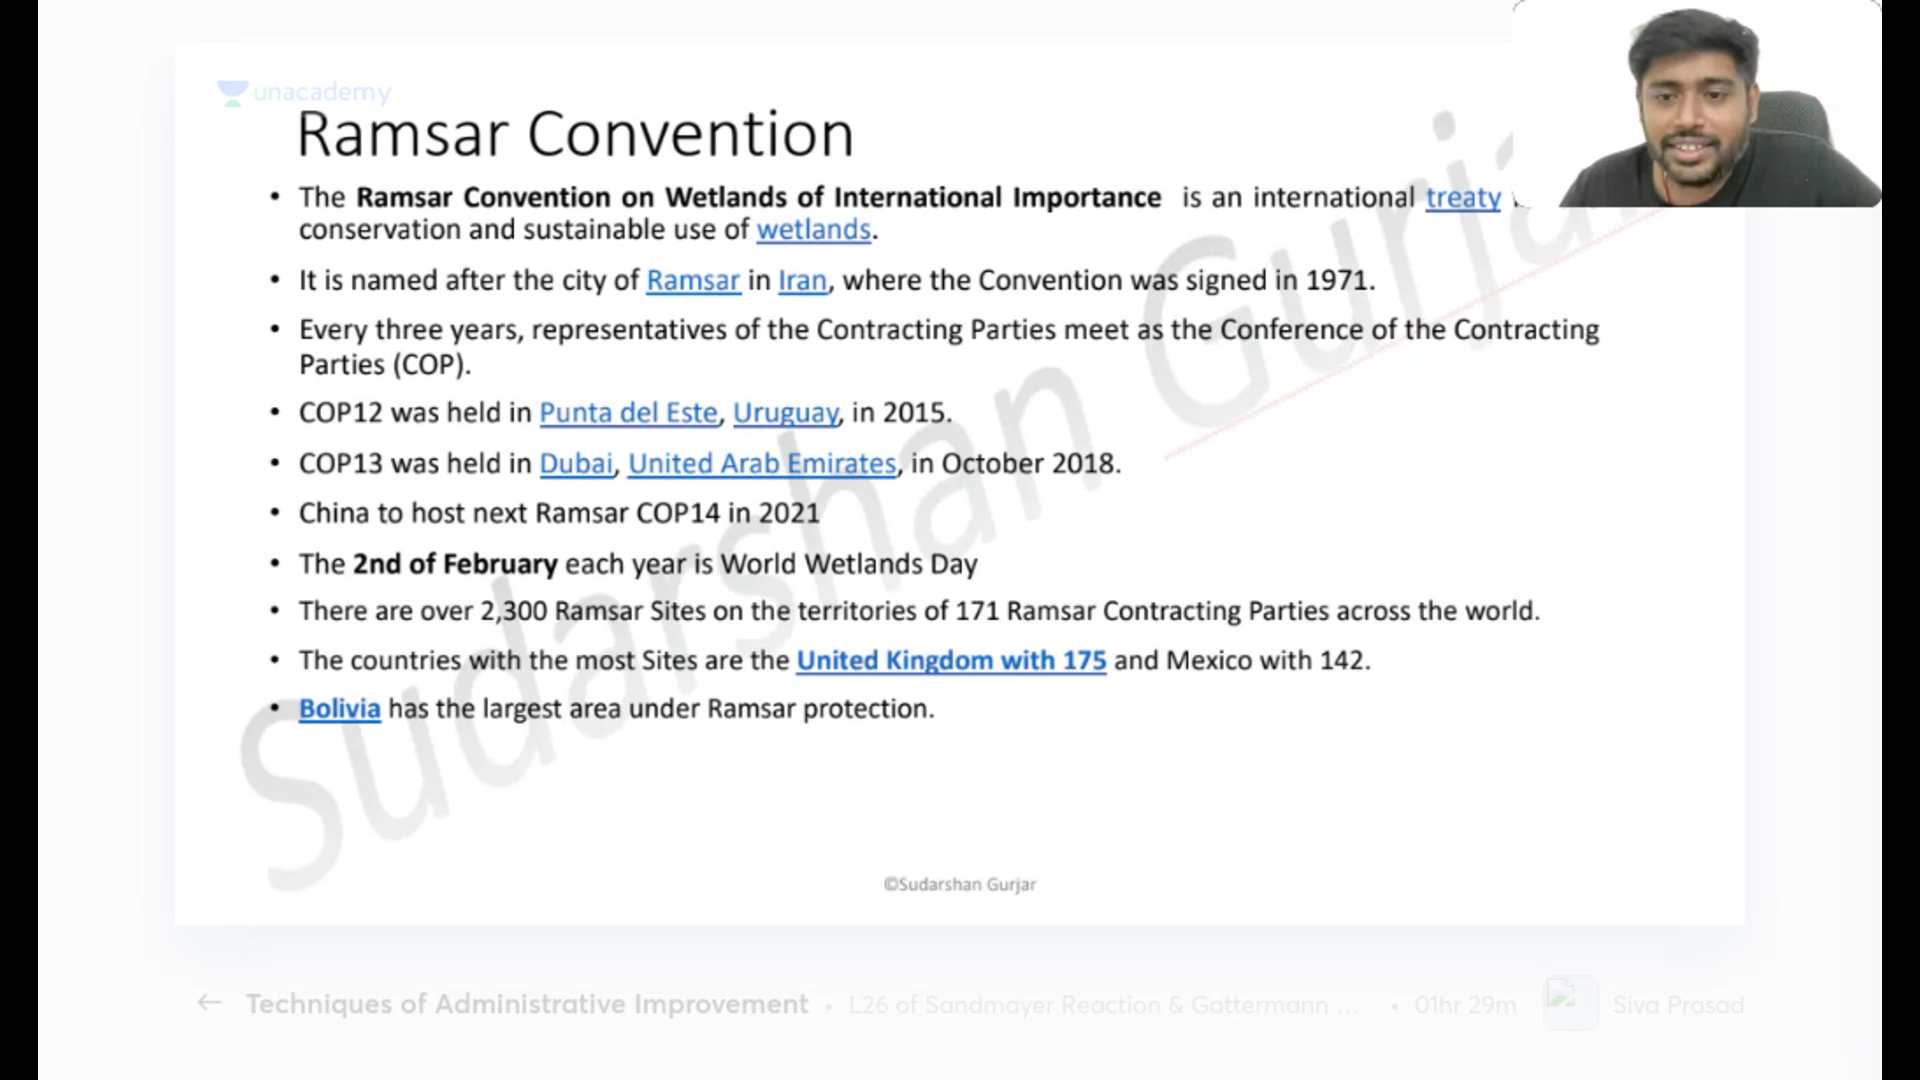 unacademy
Ramsar Convention
• The Ramsar Convention on Wetlands of International Importance is an international treaty
conservation and sustainable use of wetlands.
• It is named after the city of Ramsar in Iran, where the Convention was signed in 1971.
• Every three years, representatives of the Contracting Parties meet as the Conference of the Contracting
Parties (COP).
• COP12 was held in Punta del Este, Uruguay, in 2015.
• COP13 was held in Dubai, United Arab Emirates, in October 2018.
• China to host next Ramsar COP14 in 2021
• The 2nd of February each year is World Wetlands Day
• There are over 2,300 Ramsar Sites on the territories of 171 Ramsar Contracting Parties across the world.
• The countries with the most Sites are the United Kingdom with 175 and Mexico with 142.
• Bolivia has the largest area under Ramsar protection.
Sudarshan Gurja
©Sudarshan Gurjar
← Techniques of Administrative Improvement • L26 of Sandmayer Reaction & Gattermann ... • 01hr 29m Siva Prasad